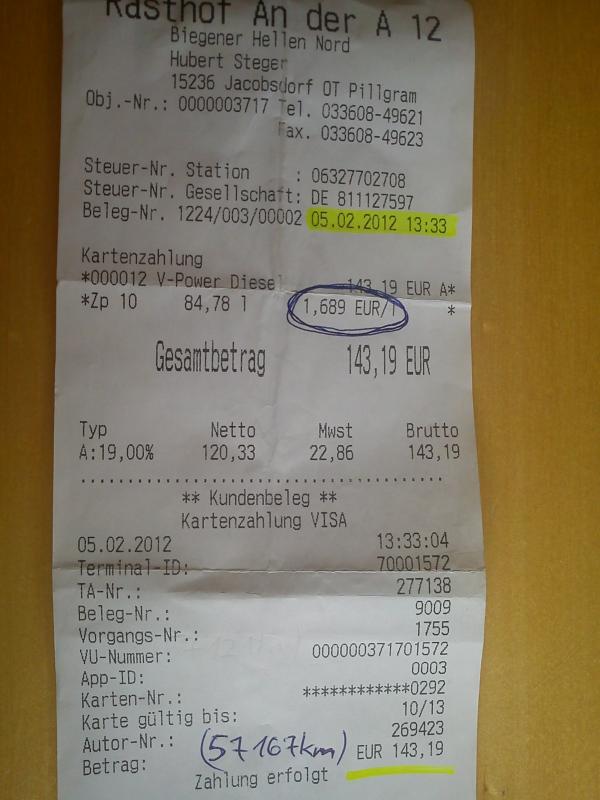 Rasthof An der A 12
Biegener Hellen Nord
Hubert Steger
15236 Jacobsdorf OT Pillgram
Obj.-Nr.: 0000003717 Tel. 033608-49621
Fax. 033608-49623
Steuer-Nr. Station : 06327702708
Steuer-Nr. Gesellschaft: DE 811127597
Beleg-Nr. 1224/003/00002 05.02.2012 13:33
Kartenzahlung
*000012 V-Power Diesel 143,19 EUR A*
*Zp 10 84,78 l 1,689 EUR/l *
Gesamtbetrag 143,19 EUR
Typ Netto Mwst Brutto
A:19,00% 120,33 22,86 143,19
** Kundenbeleg **
Kartenzahlung VISA
05.02.2012 13:33:04
Terminal-ID: 70001572
TA-Nr.: 277138
Beleg-Nr.: 9009
Vorgangs-Nr.: 1755
VU-Nummer: 000000371701572
App-ID: 0003
Karten-Nr.: ************0292
Karte gültig bis: 10/13
Autor-Nr.: 269423
Betrag: (57167km) EUR 143,19
Zahlung erfolgt